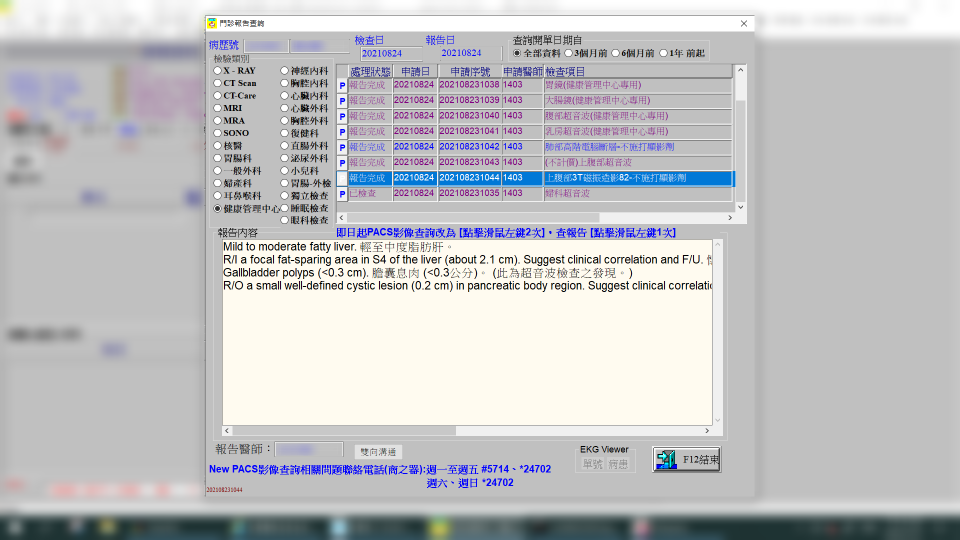 門診報告查詢
病歷號
檢查日
報告日
查詢開單日期自
20210824
20210824
全部資料 3個月前 6個月前 1年 前起
檢驗類別
X - RAY
神經內科
CT Scan
胸腔內科
CT-Care
心臟內科
MRI
心臟外科
MRA
胸腔外科
SONO
復健科
核醫
直腸外科
胃腸科
泌尿外科
一般外科
小兒科
婦產科
胃腸-外檢
耳鼻喉科
獨立檢查
健康管理中心
睡眠檢查
眼科檢查
處理狀態 申請日 申請序號 申請醫師 檢查項目
P 報告完成 20210824 202108231038 1403 胃鏡(健康管理中心專用)
P 報告完成 20210824 202108231039 1403 大腸鏡(健康管理中心專用)
P 報告完成 20210824 202108231040 1403 腹部超音波(健康管理中心專用)
P 報告完成 20210824 202108231041 1403 乳房超音波(健康管理中心專用)
P 報告完成 20210824 202108231042 1403 肺部高階電腦斷層-不施打顯影劑
P 報告完成 20210824 202108231043 1403 (不計價)上腹部超音波
報告完成 20210824 202108231044 1403 上腹部3T磁振造影82-不施打顯影劑
P 已檢查 20210824 202108231035 1403 婦科超音波
報告內容
即日起PACS影像查詢改為 [點擊滑鼠左鍵2次]，查報告 [點擊滑鼠左鍵1次]
Mild to moderate fatty liver. 輕至中度脂肪肝。
R/I a focal fat-sparing area in S4 of the liver (about 2.1 cm). Suggest clinical correlation and F/U.
Gallbladder polyps (<0.3 cm). 膽囊息肉 (<0.3公分)。 (此為超音波檢查之發現。)
R/O a small well-defined cystic lesion (0.2 cm) in pancreatic body region. Suggest clinical correlatio
報告醫師：
雙向溝通
EKG Viewer
單號 病患
F12結束
New PACS影像查詢相關問題聯絡電話(商之器):週一至週五 #5714、*24702
週六、週日 *24702
202108231044